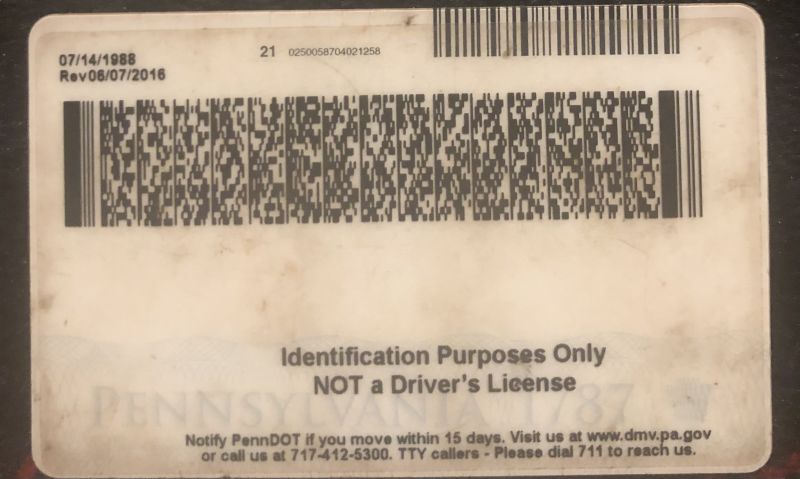 07/14/1988
Rev06/07/2016
21 0250058704021258
Identification Purposes Only
NOT a Driver's License
PENNSYLVANIA 1787
Notify PennDOT if you move within 15 days. Visit us at www.dmv.pa.gov
or call us at 717-412-5300. TTY callers - Please dial 711 to reach us.